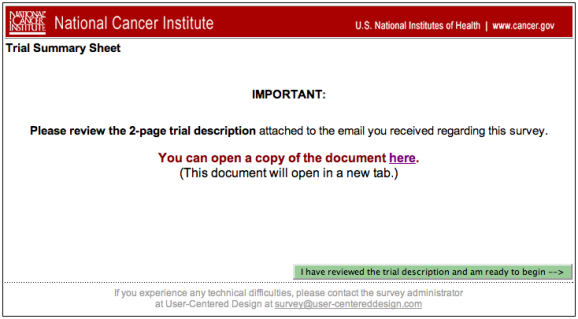 NATIONAL
CANCER
INSTITUTE
National Cancer Institute
U.S. National Institutes of Health | www.cancer.gov
Trial Summary Sheet
IMPORTANT:
Please review the 2-page trial description attached to the email you received regarding this survey.
You can open a copy of the document here.
(This document will open in a new tab.)
I have reviewed the trial description and am ready to begin -->
If you experience any technical difficulties, please contact the survey administrator
at User-Centered Design at survey@user-centereddesign.com